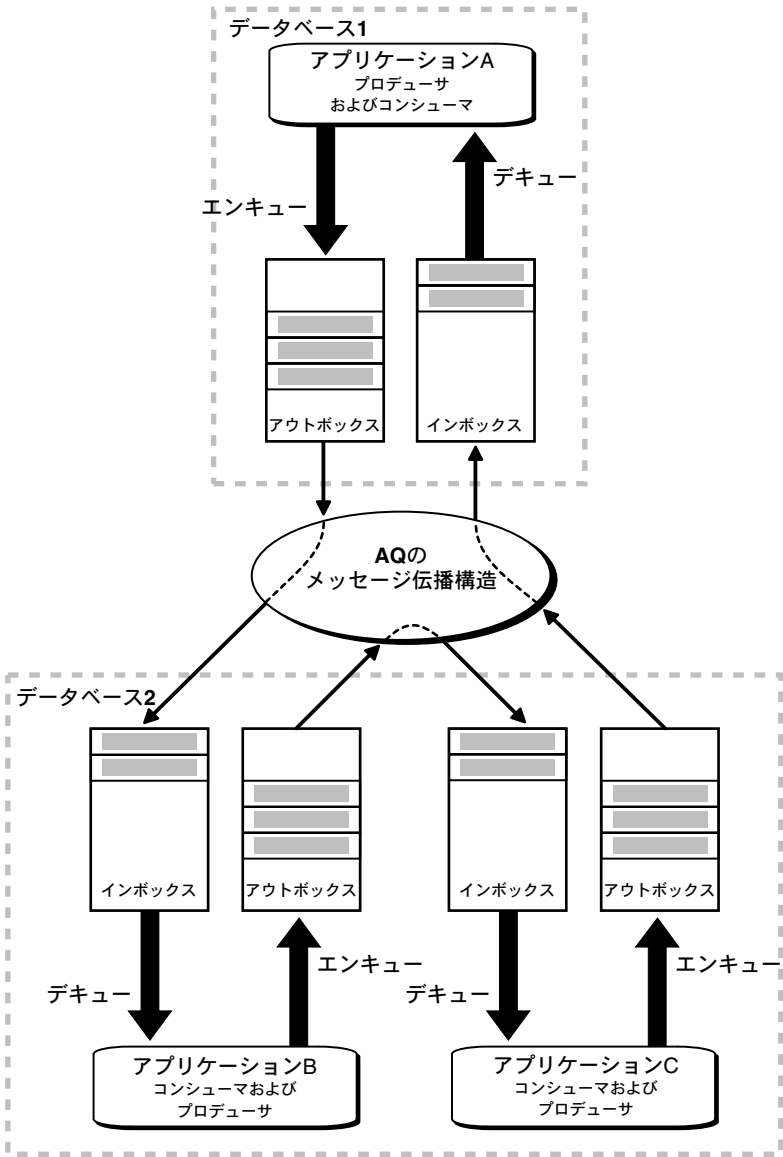 データベース1
アプリケーションA
プロデューサ
およびコンシューマ
エンキュー
デキュー
アウトボックス
インボックス
AQの
メッセージ伝播構造
データベース2
インボックス
アウトボックス
インボックス
アウトボックス
デキュー
エンキュー
デキュー
エンキュー
アプリケーションB
コンシューマおよび
プロデューサ
アプリケーションC
コンシューマおよび
プロデューサ